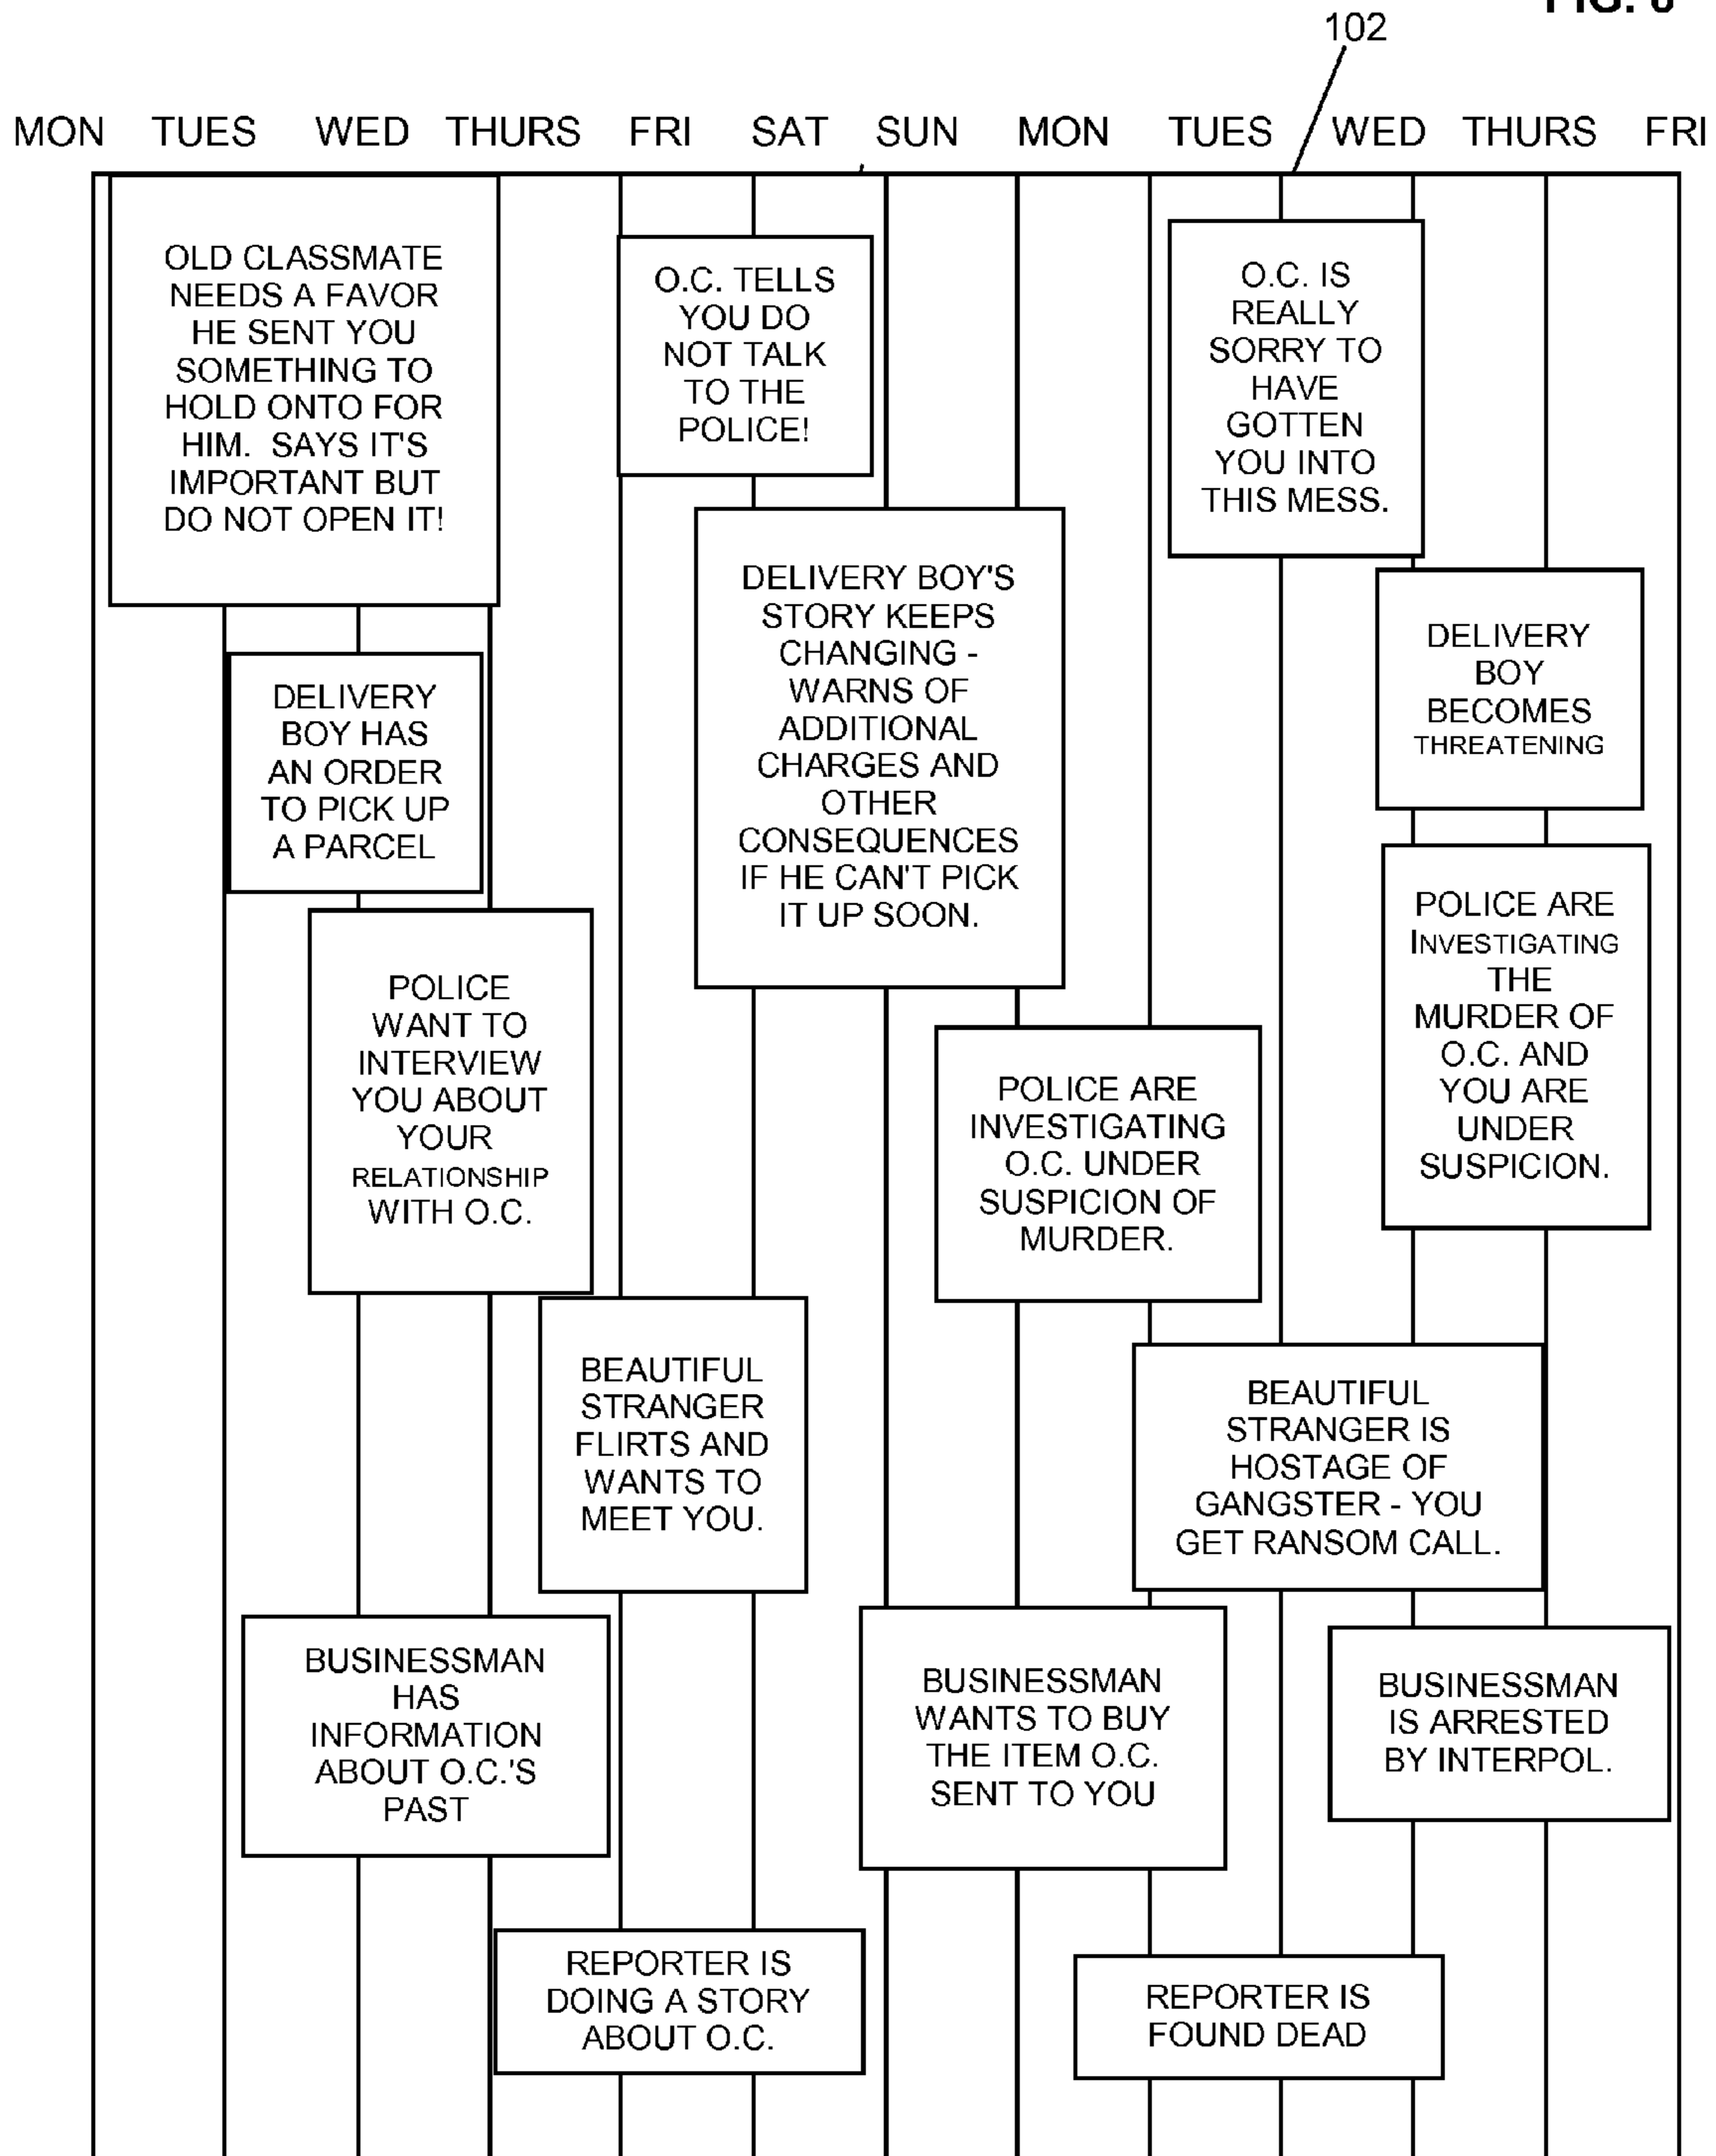 102
MON TUES WED THURS FRI SAT SUN MON TUES WED THURS FRI
OLD CLASSMATE
NEEDS A FAVOR
HE SENT YOU
SOMETHING TO
HOLD ONTO FOR
HIM. SAYS IT'S
IMPORTANT BUT
DO NOT OPEN IT!
O.C. TELLS
YOU DO
NOT TALK
TO THE
POLICE!
O.C. IS
REALLY
SORRY TO
HAVE
GOTTEN
YOU INTO
THIS MESS.
DELIVERY BOY'S
STORY KEEPS
CHANGING -
WARNS OF
ADDITIONAL
CHARGES AND
OTHER
CONSEQUENCES
IF HE CAN'T PICK
IT UP SOON.
DELIVERY
BOY
BECOMES
THREATENING
DELIVERY
BOY HAS
AN ORDER
TO PICK UP
A PARCEL
POLICE ARE
INVESTIGATING
THE
MURDER OF
O.C. AND
YOU ARE
UNDER
SUSPICION.
POLICE
WANT TO
INTERVIEW
YOU ABOUT
YOUR
RELATIONSHIP
WITH O.C.
POLICE ARE
INVESTIGATING
O.C. UNDER
SUSPICION OF
MURDER.
BEAUTIFUL
STRANGER
FLIRTS AND
WANTS TO
MEET YOU.
BEAUTIFUL
STRANGER IS
HOSTAGE OF
GANGSTER - YOU
GET RANSOM CALL.
BUSINESSMAN
HAS
INFORMATION
ABOUT O.C.'S
PAST
BUSINESSMAN
WANTS TO BUY
THE ITEM O.C.
SENT TO YOU
BUSINESSMAN
IS ARRESTED
BY INTERPOL.
REPORTER IS
DOING A STORY
ABOUT O.C.
REPORTER IS
FOUND DEAD